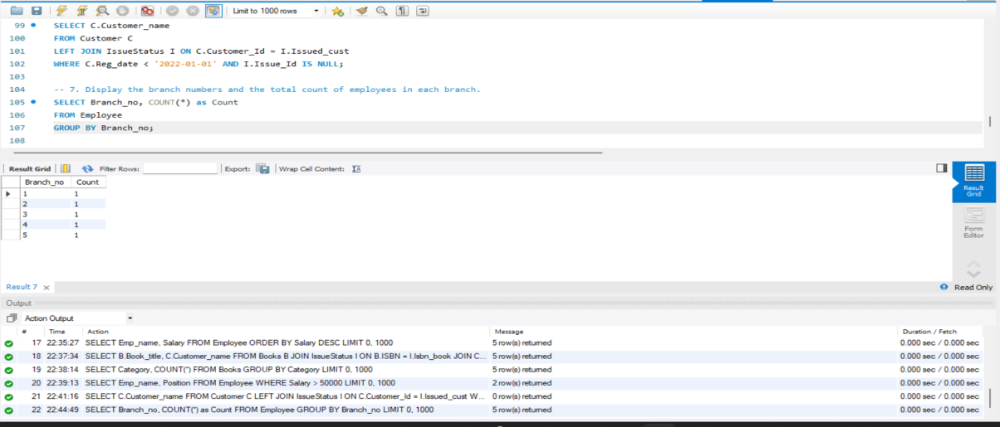 Limit to 1000 rows
99 SELECT C.Customer_name
100 FROM Customer C
101 LEFT JOIN IssueStatus I ON C.Customer_Id = I.Issued_cust
102 WHERE C.Reg_date < '2022-01-01' AND I.Issue_Id IS NULL;
103
104 -- 7. Display the branch numbers and the total count of employees in each branch.
105 SELECT Branch_no, COUNT(*) as Count
106 FROM Employee
107 GROUP BY Branch_no;
108
Result Grid Filter Rows: Export: Wrap Cell Content: IA
Branch_no Count
1 1
2 1
3 1
4 1
5 1
Result Grid
Form Editor
Result 7 × Read Only
Output
Action Output
# Time Action Message Duration / Fetch
17 22:35:27 SELECT Emp_name, Salary FROM Employee ORDER BY Salary DESC LIMIT 0, 1000 5 row(s) returned 0.000 sec / 0.000 sec
18 22:37:34 SELECT B.Book_title, C.Customer_name FROM Books B JOIN IssueStatus I ON B.ISBN = I.Isbn_book JOIN C... 5 row(s) returned 0.000 sec / 0.000 sec
19 22:38:14 SELECT Category, COUNT(*) FROM Books GROUP BY Category LIMIT 0, 1000 5 row(s) returned 0.000 sec / 0.000 sec
20 22:39:13 SELECT Emp_name, Position FROM Employee WHERE Salary > 50000 LIMIT 0, 1000 2 row(s) returned 0.000 sec / 0.000 sec
21 22:41:16 SELECT C.Customer_name FROM Customer C LEFT JOIN IssueStatus I ON C.Customer_Id = I.Issued_cust W... 0 row(s) returned 0.000 sec / 0.000 sec
22 22:44:49 SELECT Branch_no, COUNT(*) as Count FROM Employee GROUP BY Branch_no LIMIT 0, 1000 5 row(s) returned 0.000 sec / 0.000 sec